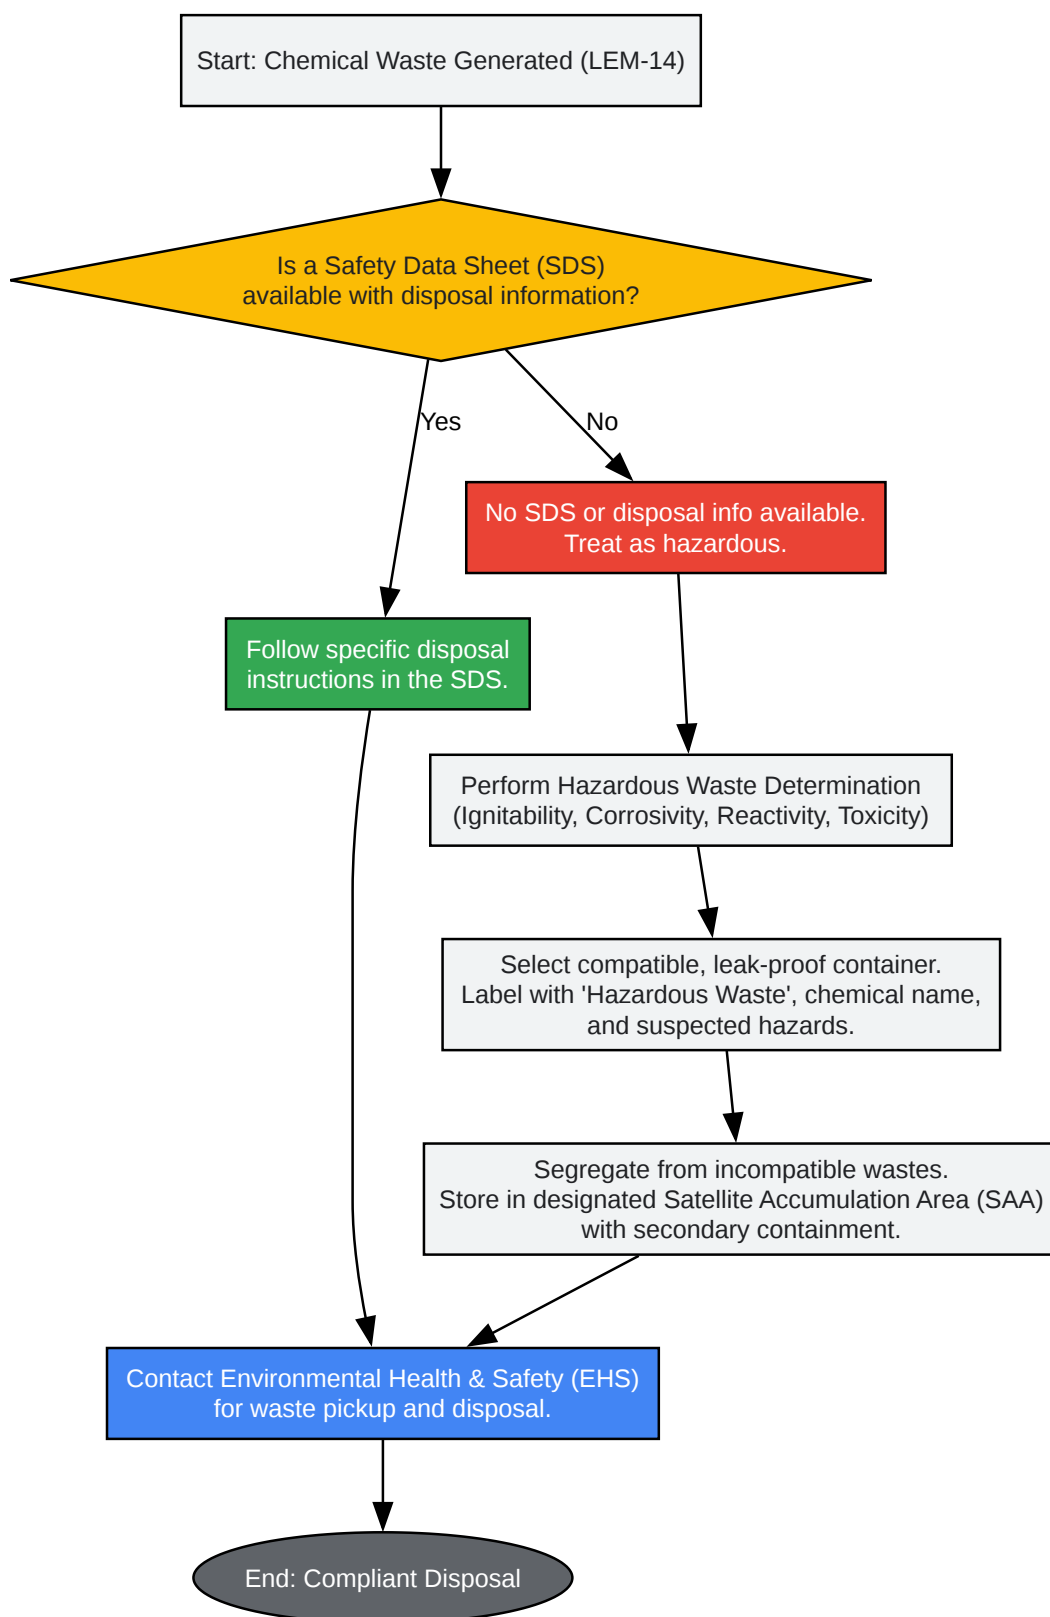 Start: Chemical Waste Generated (LEM-14)
Is a Safety Data Sheet (SDS)
available with disposal information?
Yes
No
No SDS or disposal info available.
Treat as hazardous.
Follow specific disposal
instructions in the SDS.
Perform Hazardous Waste Determination
(Ignitability, Corrosivity, Reactivity, Toxicity)
Select compatible, leak-proof container.
Label with 'Hazardous Waste', chemical name,
and suspected hazards.
Segregate from incompatible wastes.
Store in designated Satellite Accumulation Area (SAA)
with secondary containment.
Contact Environmental Health & Safety (EHS)
for waste pickup and disposal.
End: Compliant Disposal